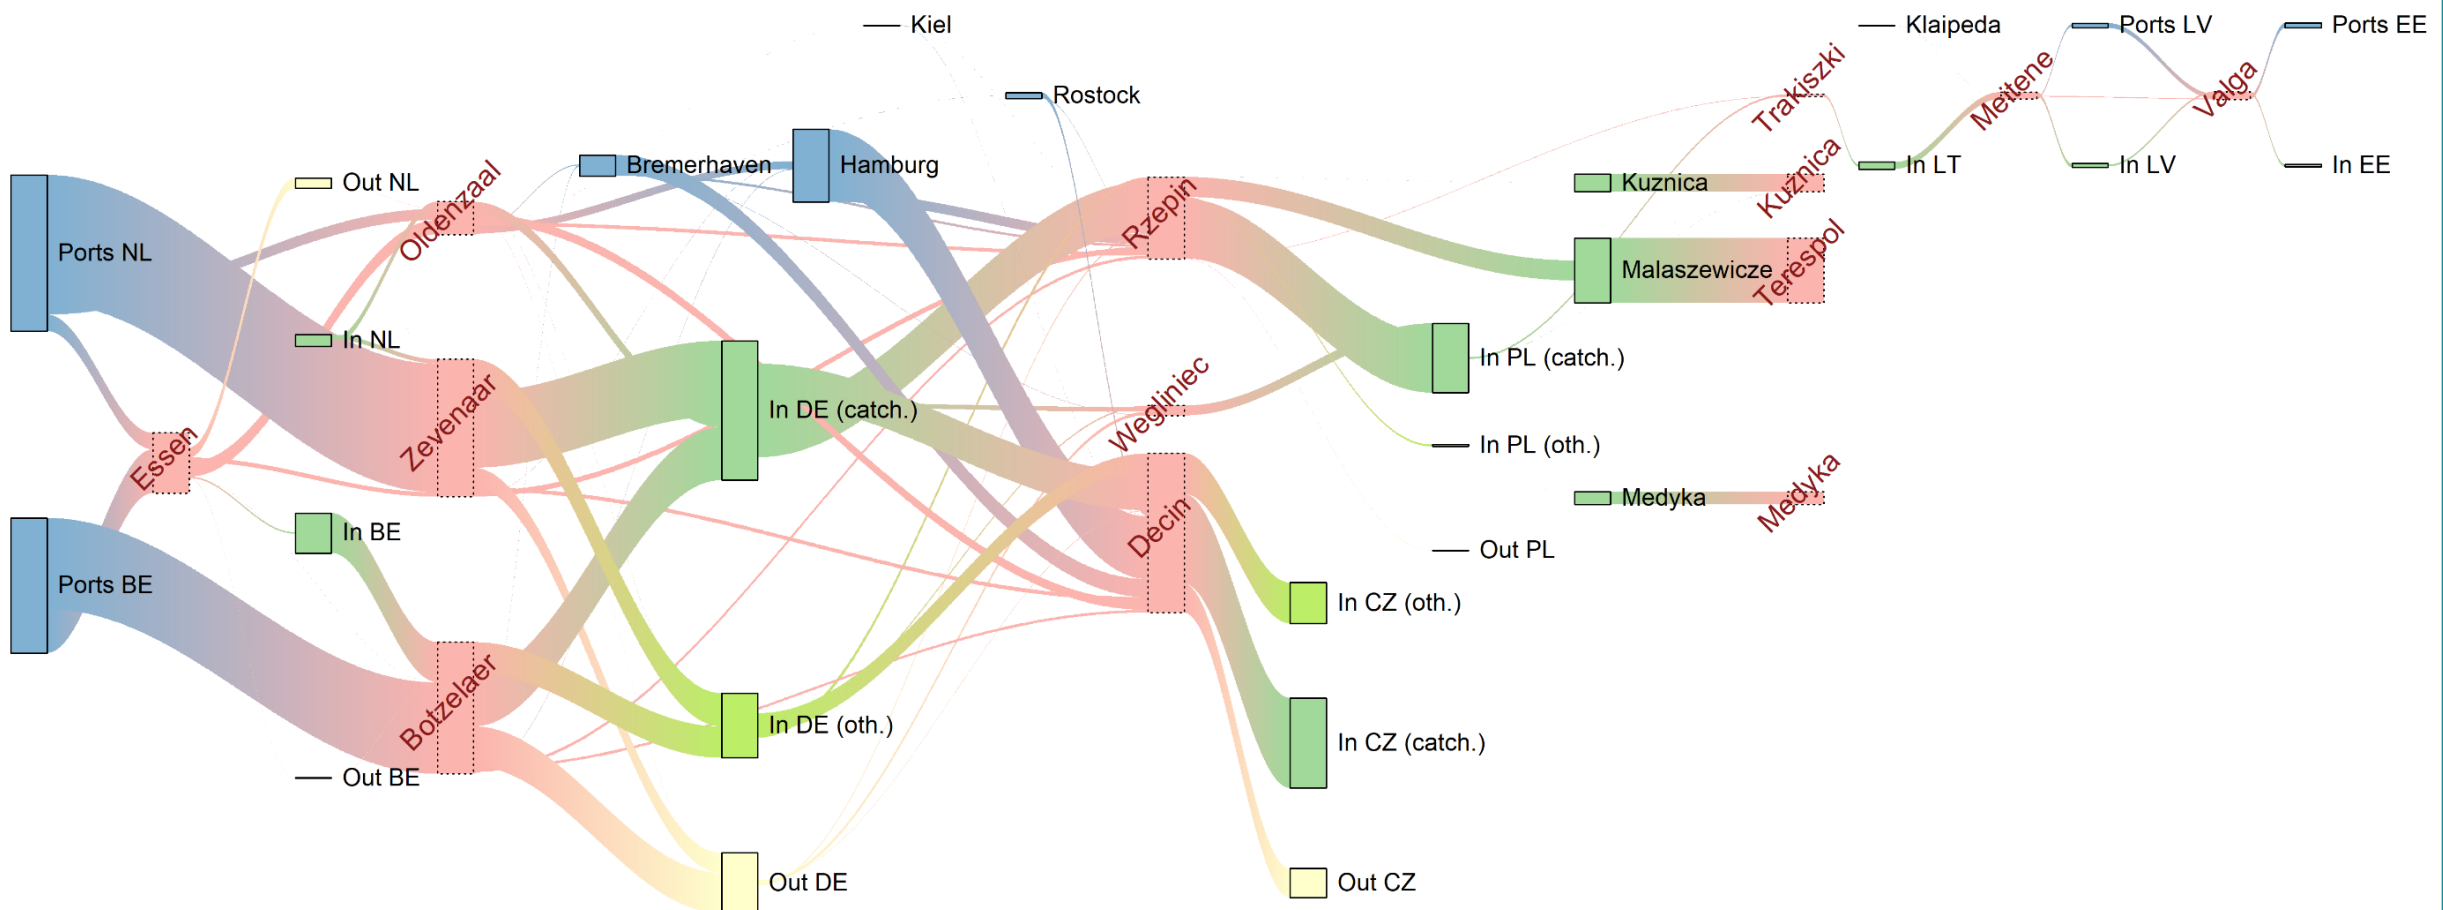 Kiel
Klaipeda
Ports LV
Ports EE
Rostock
Trakiszki
Meitene
Valga
Bremerhaven
Hamburg
In LT
In LV
In EE
Out NL
Oldenzaal
Rzepin
Kuznica
Kuznica
Ports NL
Malaszewicze
Terespol
In NL
In PL (catch.)
Zevenaar
In DE (catch.)
Wegliniec
In PL (oth.)
Essen
Medyka
Medyka
In BE
Decin
Out PL
Ports BE
In CZ (oth.)
Botzelaer
In DE (oth.)
In CZ (catch.)
Out BE
Out DE
Out CZ